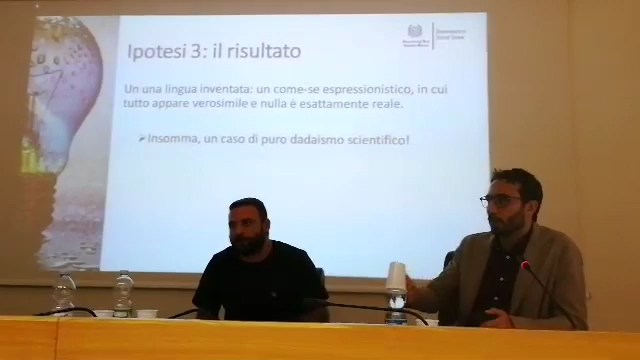 Ipotesi 3: il risultato
Un una lingua inventata: un come-se espressionistico, in cui
tutto appare verosimile e nulla è esattamente reale.
➢Insomma, un caso di puro dadaismo scientifico!